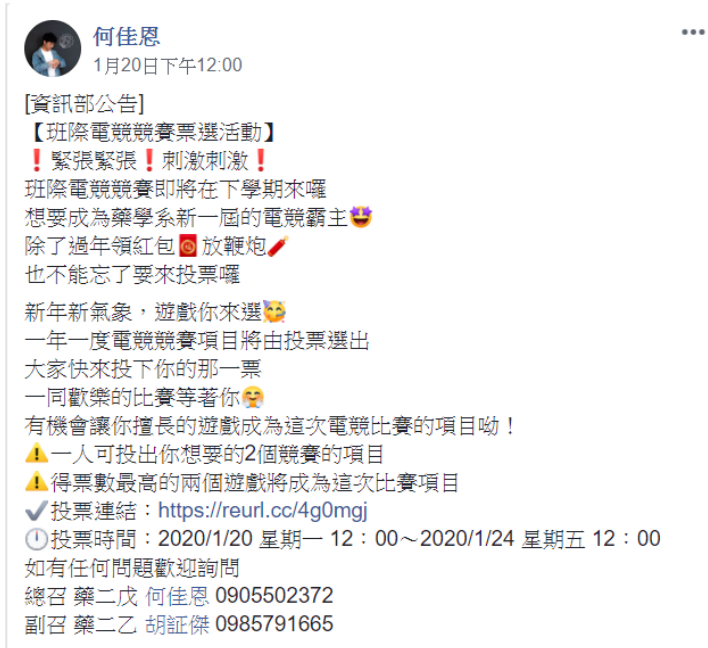 何佳恩
1月20日下午12:00
[資訊部公告]
【班際電競競賽票選活動】
❗緊張緊張❗刺激刺激❗
班際電競競賽即將在下學期來囉
想要成為藥學系新一屆的電競霸主🤩
除了過年領紅包🧧放鞭炮🧨
也不能忘了要來投票囉
新年新氣象，遊戲你來選🥳
一年一度電競競賽項目將由投票選出
大家快來投下你的那一票
一同歡樂的比賽等著你🤗
有機會讓你擅長的遊戲成為這次電競比賽的項目呦！
⚠️一人可投出你想要的2個競賽的項目
⚠️得票數最高的兩個遊戲將成為這次比賽項目
✔️投票連結：https://reurl.cc/4g0mgj
🕛投票時間：2020/1/20 星期一 12：00～2020/1/24 星期五 12：00
如有任何問題歡迎詢問
總召 藥二戊 何佳恩 0905502372
副召 藥二乙 胡証傑 0985791665